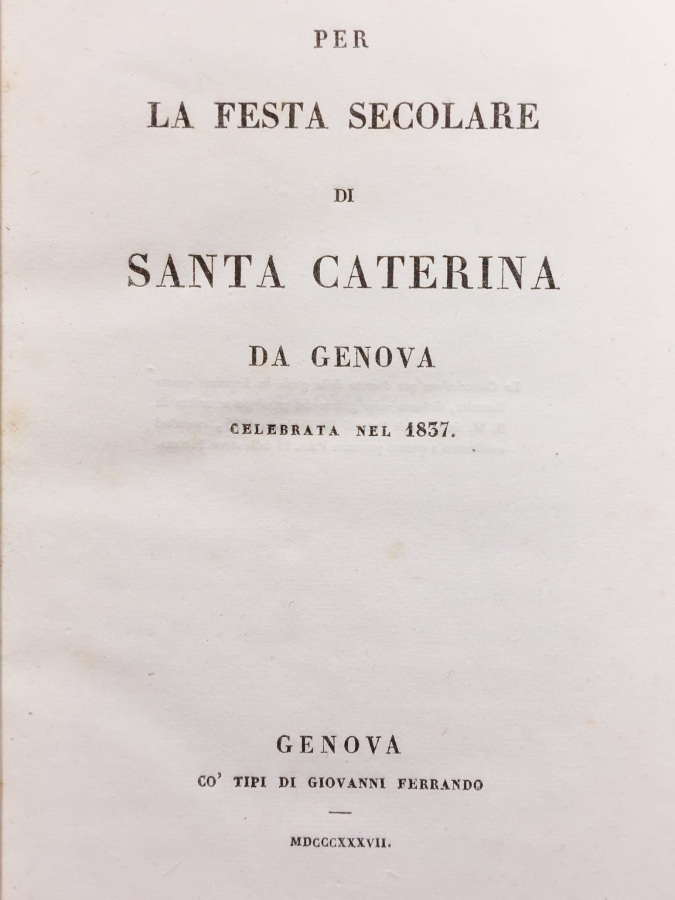 PER
LA FESTA SECOLARE
DI
SANTA CATERINA
DA GENOVA
CELEBRATA NEL 1837.
GENOVA
CO' TIPI DI GIOVANNI FERRANDO
MDCCCXXXVII.